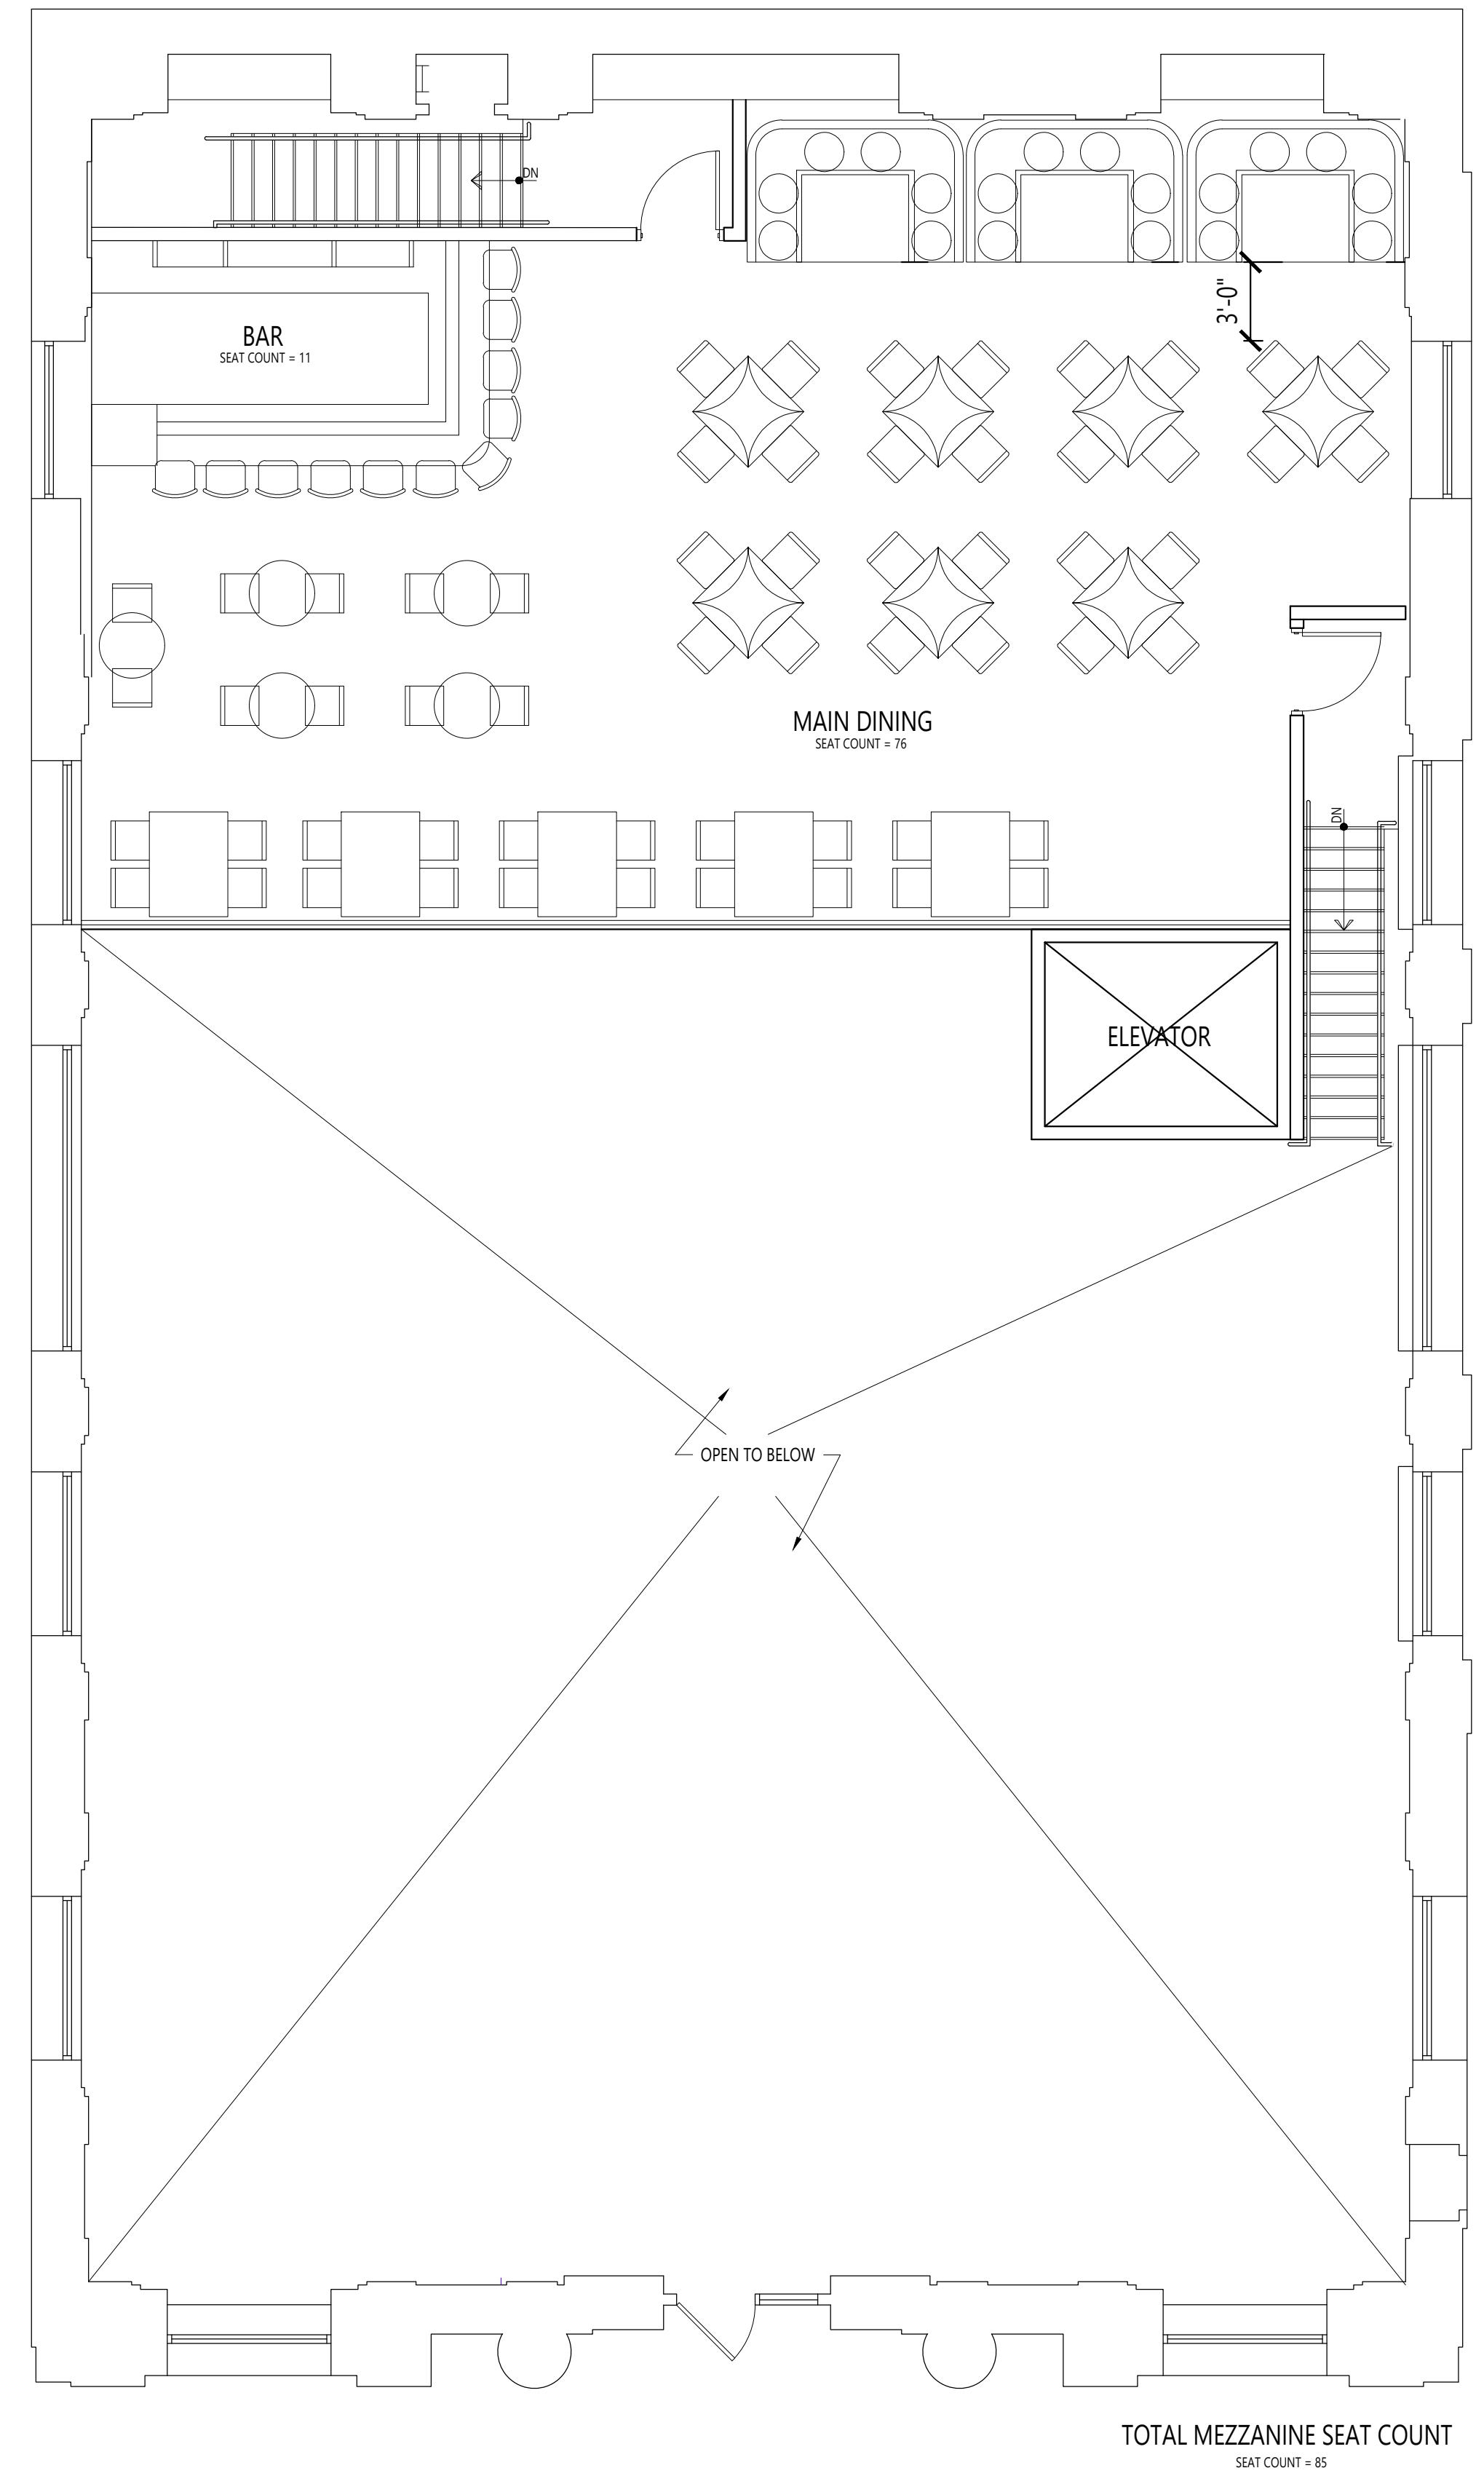 DN
BAR
SEAT COUNT = 11
3'-0"
MAIN DINING
SEAT COUNT = 76
DN
ELEVATOR
OPEN TO BELOW
TOTAL MEZZANINE SEAT COUNT
SEAT COUNT = 85